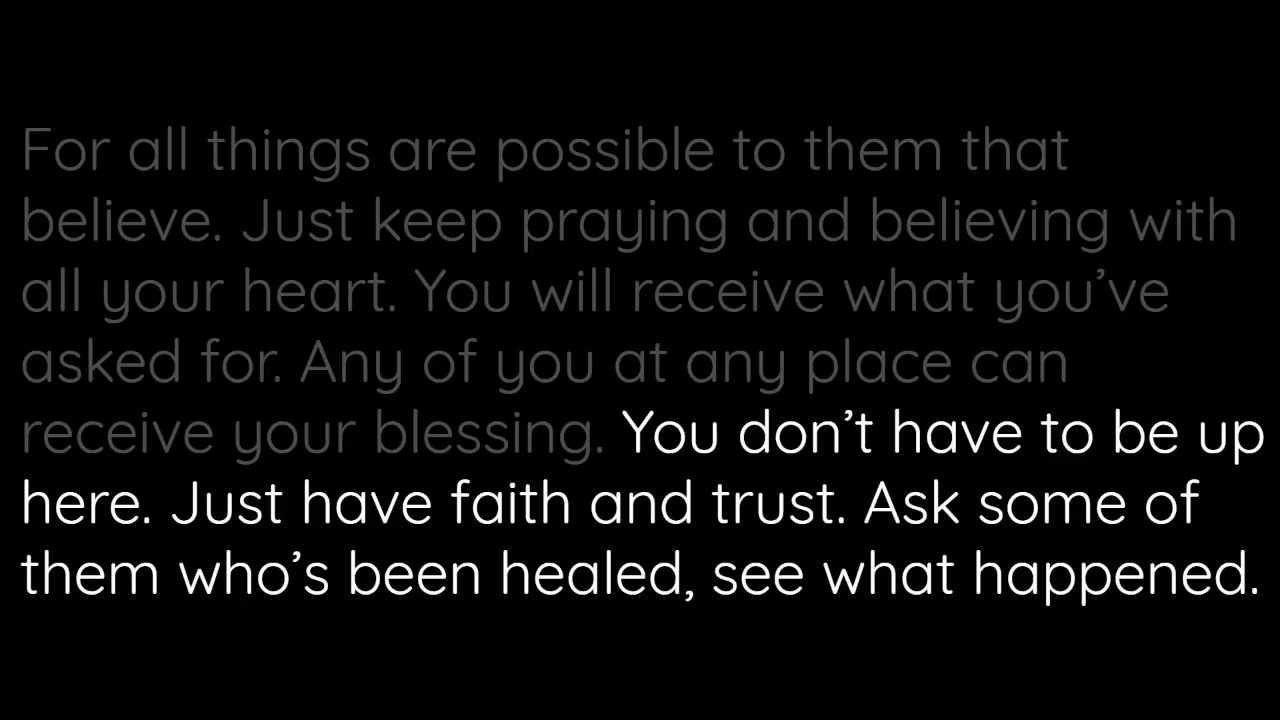 For all things are possible to them that
believe. Just keep praying and believing with
all your heart. You will receive what you’ve
asked for. Any of you at any place can
receive your blessing. You don’t have to be up
here. Just have faith and trust. Ask some of
them who’s been healed, see what happened.